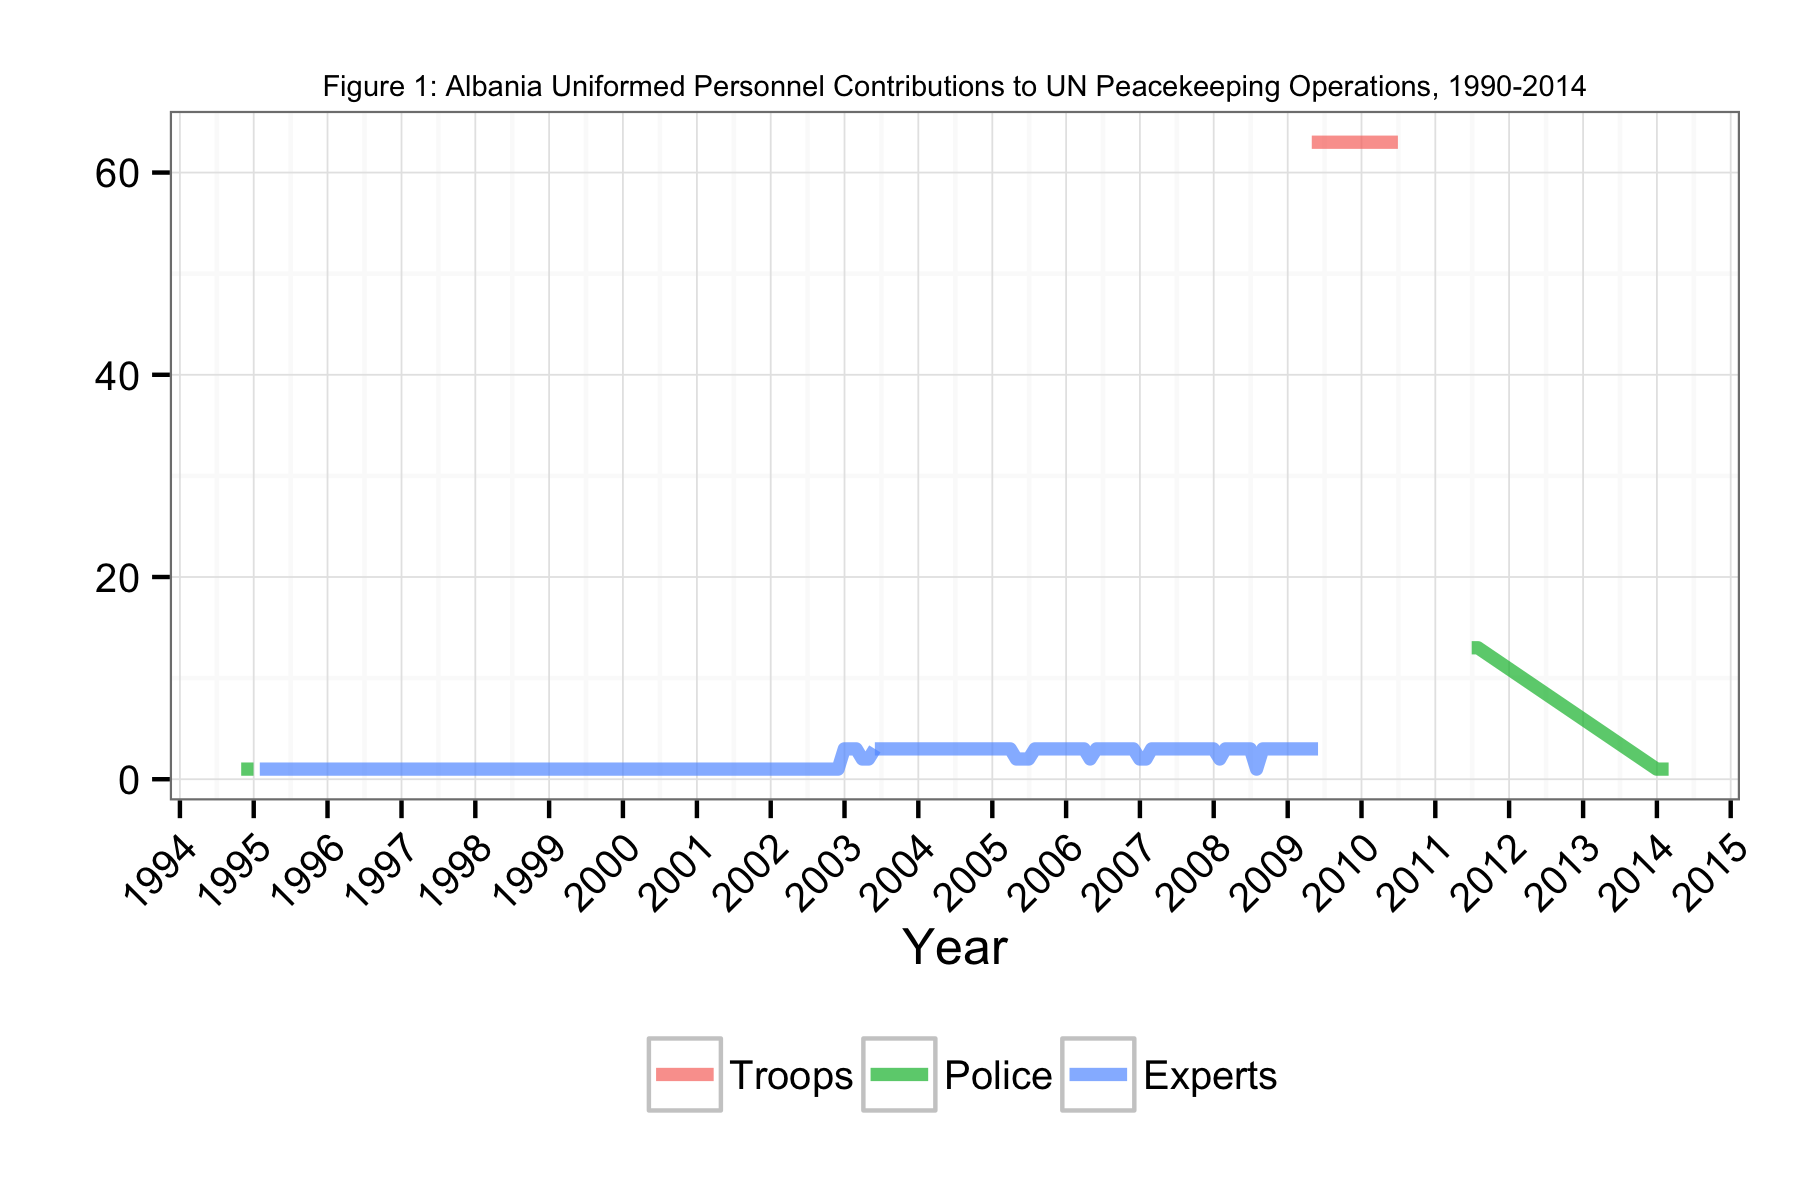 Figure 1: Albania Uniformed Personnel Contributions to UN Peacekeeping Operations, 1990-2014
60
40
20
0
1994 1995 1996 1997 1998 1999 2000 2001 2002 2003 2004 2005 2006 2007 2008 2009 2010 2011 2012 2013 2014 2015
Year
Troops Police Experts